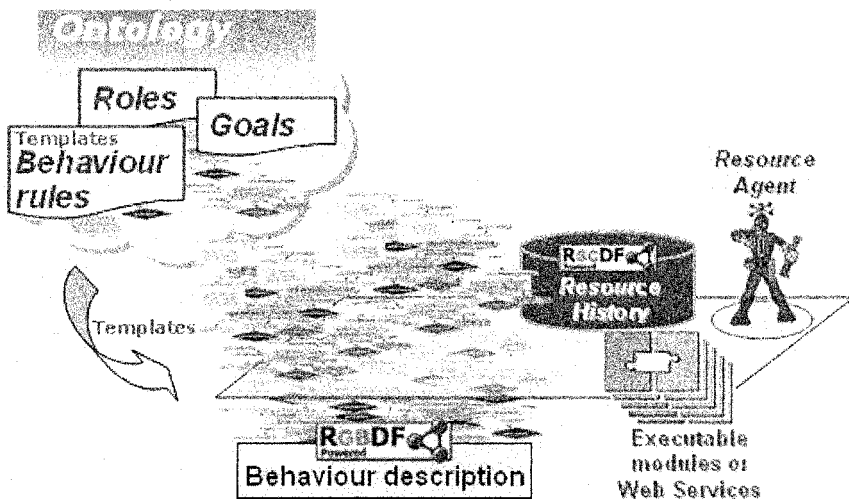 Ontology
Roles
Goals
Templates
Behaviour
rules
Resource
Agent
RSCDF
Powered
Resource
History
Templates
RGBDF
Powered
Behaviour description
Executable
modules or
Web Services